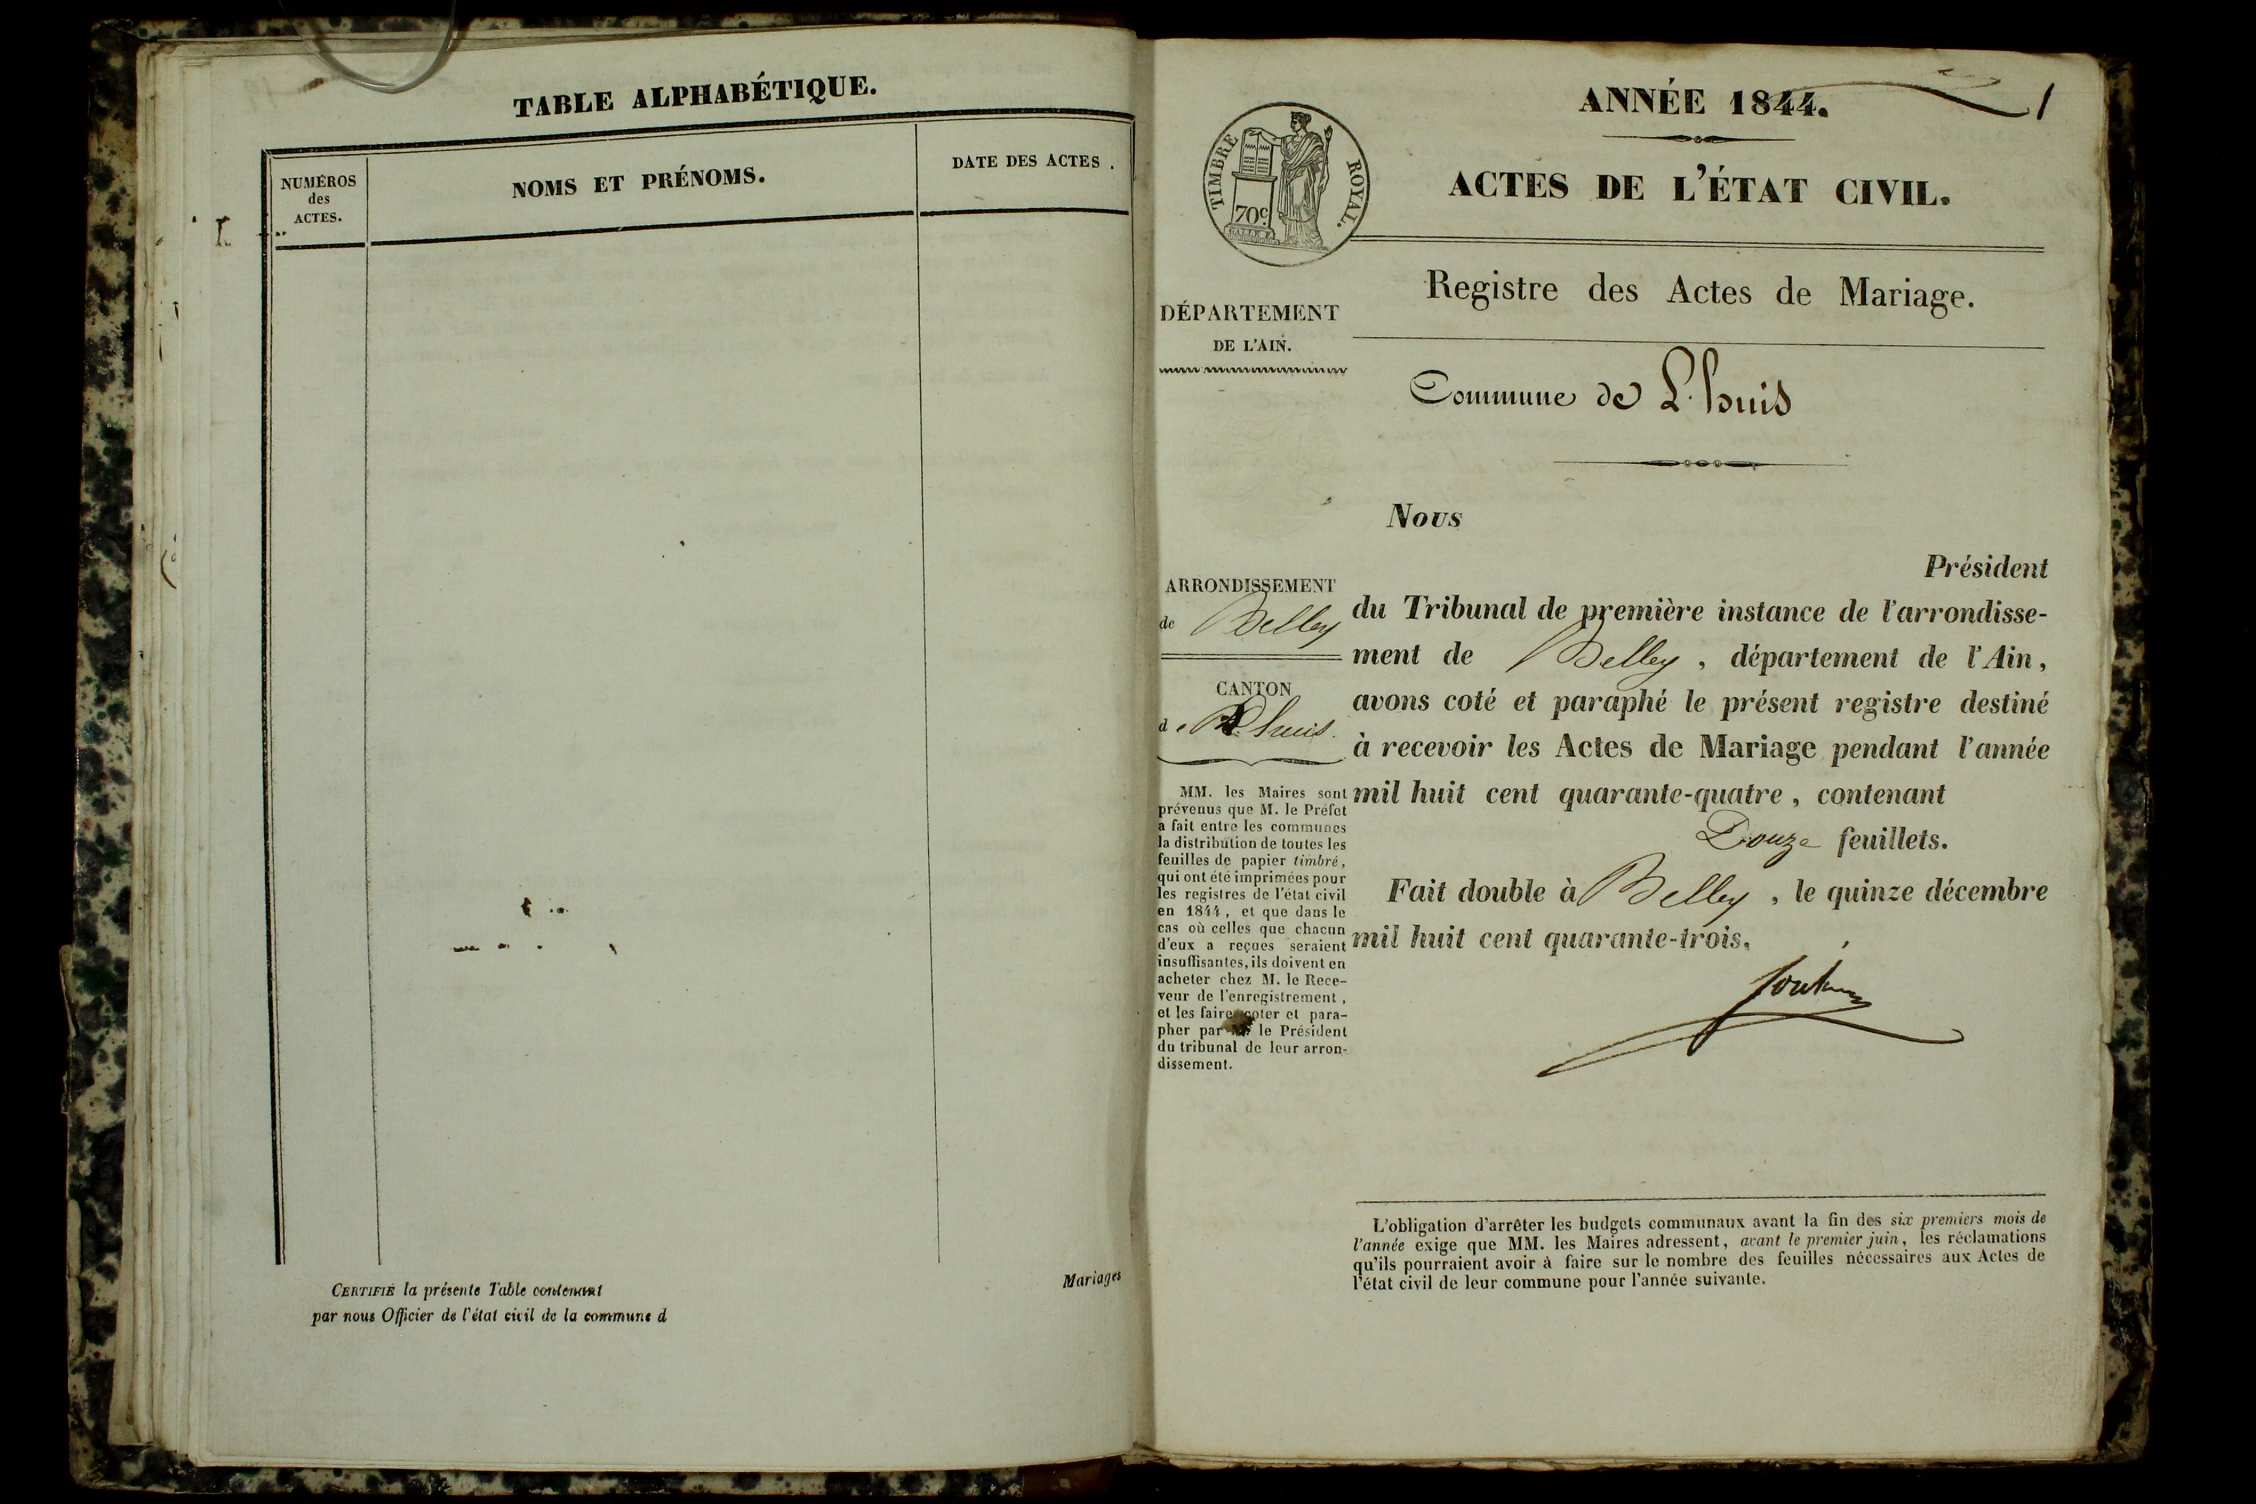 TABLE ALPHABÉTIQUE.
NUMÉROS
des
ACTES.
NOMS ET PRÉNOMS.
DATE DES ACTES.
CERTIFIÉ la présente Table contenant
Mariages
par nous Officier de l'état civil de la commune d
1
ANNÉE 1844.
ACTES DE L'ÉTAT CIVIL.
TIMBRE ROYAL.
70c
Registre des Actes de Mariage.
DÉPARTEMENT
DE L'AIN.
Commune de L.huis
ARRONDISSEMENT
de Belley
CANTON
de L.huis.
MM. les Maires sont
prévenus que M. le Préfet
a fait entre les communes
la distribution de toutes les
feuilles de papier timbré,
qui ont été imprimées pour
les registres de l'état civil
en 1844, et que dans le
cas où celles que chacun
d'eux a reçues seraient
insuffisantes, ils doivent en
acheter chez M. le Rece-
veur de l'enregistrement,
et les faire coter et para-
pher par M. le Président
du tribunal de leur arron-
dissement.
Nous
Président
du Tribunal de première instance de l'arrondisse-
ment de Belley, département de l'Ain,
avons coté et paraphé le présent registre destiné
à recevoir les Actes de Mariage pendant l'année
mil huit cent quarante-quatre, contenant
Douze feuillets.
Fait double à Belley, le quinze décembre
mil huit cent quarante-trois.
L'obligation d'arrêter les budgets communaux avant la fin des six premiers mois de
l'année exige que MM. les Maires adressent, avant le premier juin, les réclamations
qu'ils pourraient avoir à faire sur le nombre des feuilles nécessaires aux Actes de
l'état civil de leur commune pour l'année suivante.